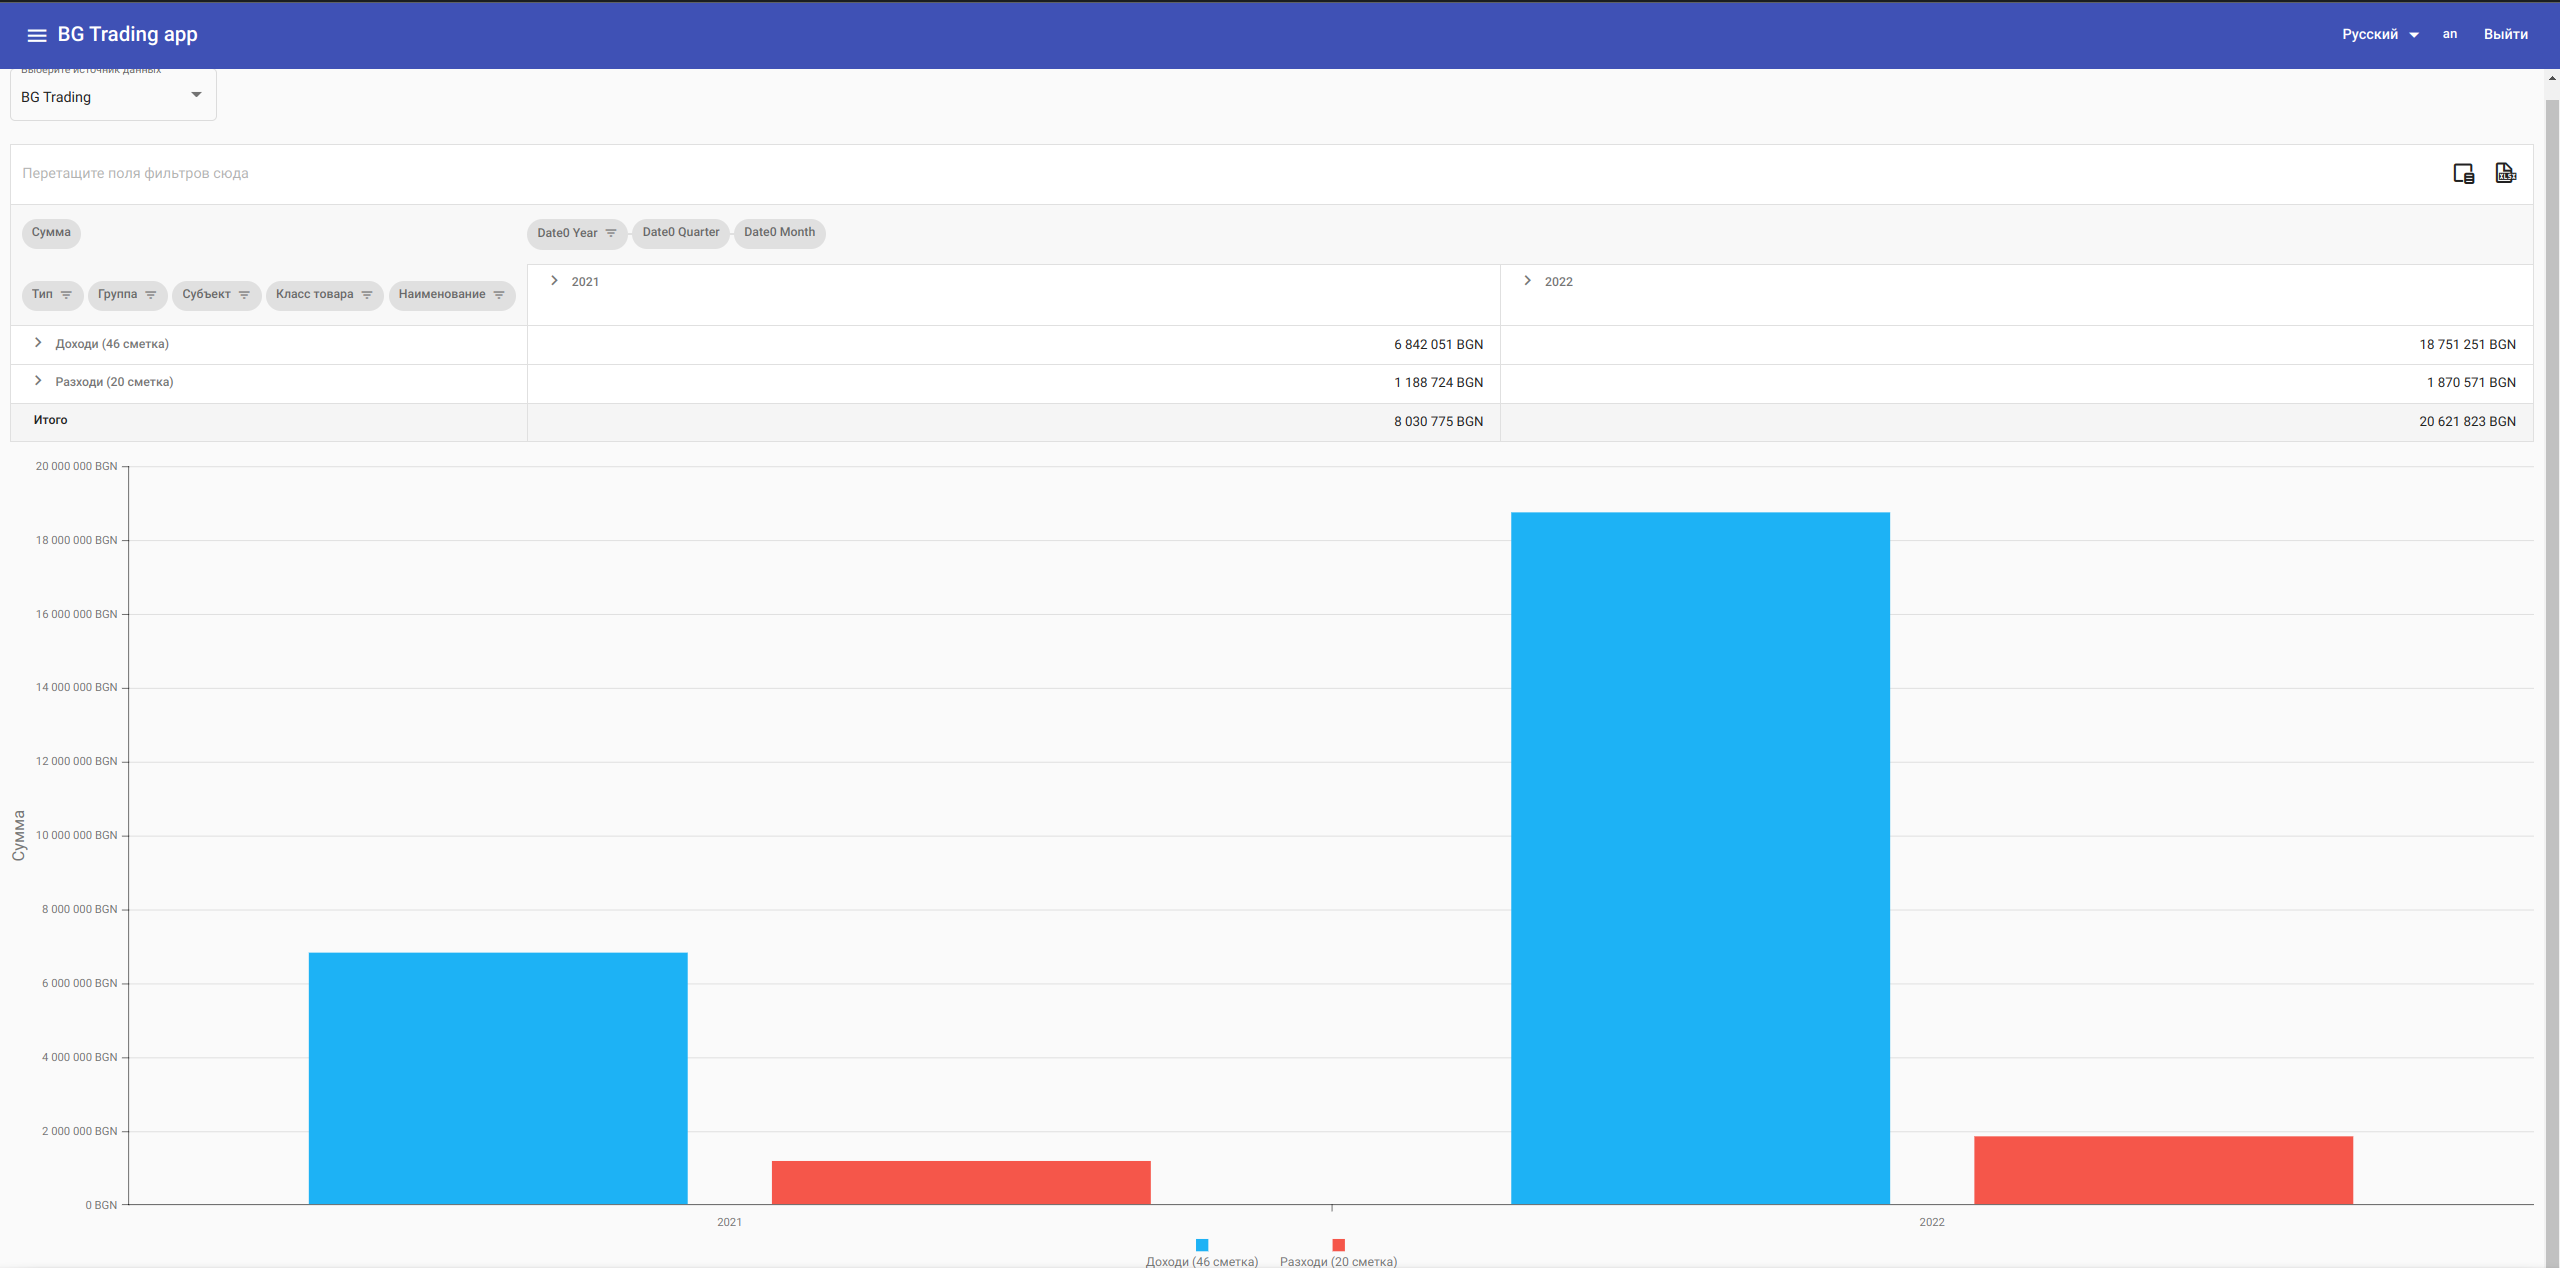 BG Trading app
Русский
an
Выйти
Выберите источник данных
BG Trading
Перетащите поля фильтров сюда
XLSX
Сумма
Date0 Year
Date0 Quarter
Date0 Month
Тип
Группа
Субъект
Класс товара
Наименование
2021
2022
Доходи (46 сметка)
6 842 051 BGN
18 751 251 BGN
Разходи (20 сметка)
1 188 724 BGN
1 870 571 BGN
Итого
8 030 775 BGN
20 621 823 BGN
20 000 000 BGN
18 000 000 BGN
16 000 000 BGN
14 000 000 BGN
12 000 000 BGN
10 000 000 BGN
8 000 000 BGN
6 000 000 BGN
4 000 000 BGN
2 000 000 BGN
0 BGN
Сумма
2021
2022
Доходи (46 сметка)
Разходи (20 сметка)